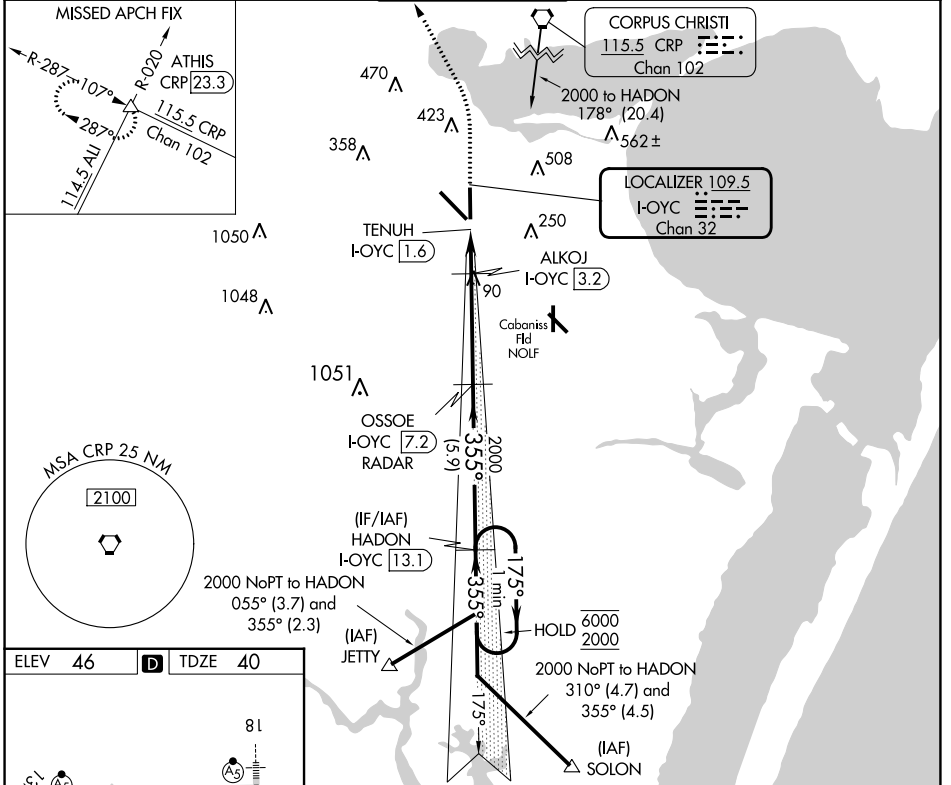 MISSED APCH FIX
R-287
107°
R-020
ATHIS
CRP 23.3
287°
115.5 CRP
Chan 102
114.5 ALI
CORPUS CHRISTI
115.5 CRP
Chan 102
2000 to HADON
178° (20.4)
470
423
358
562 ±
508
LOCALIZER 109.5
I-OYC
Chan 32
1050
TENUH
I-OYC 1.6
250
ALKOJ
I-OYC 3.2
1048
90
Cabaniss
Fld
NOLF
1051
OSSOE
I-OYC 7.2
RADAR
355°
(5.9)
2000
MSA CRP 25 NM
2100
(IF/IAF)
HADON
I-OYC 13.1
175°
1 min
355°
2000 NoPT to HADON
055° (3.7) and
355° (2.3)
(IAF)
JETTY
HOLD 6000
2000
2000 NoPT to HADON
310° (4.7) and
355° (4.5)
175°
(IAF)
SOLON
ELEV 46 D TDZE 40
18
A5
13
A5